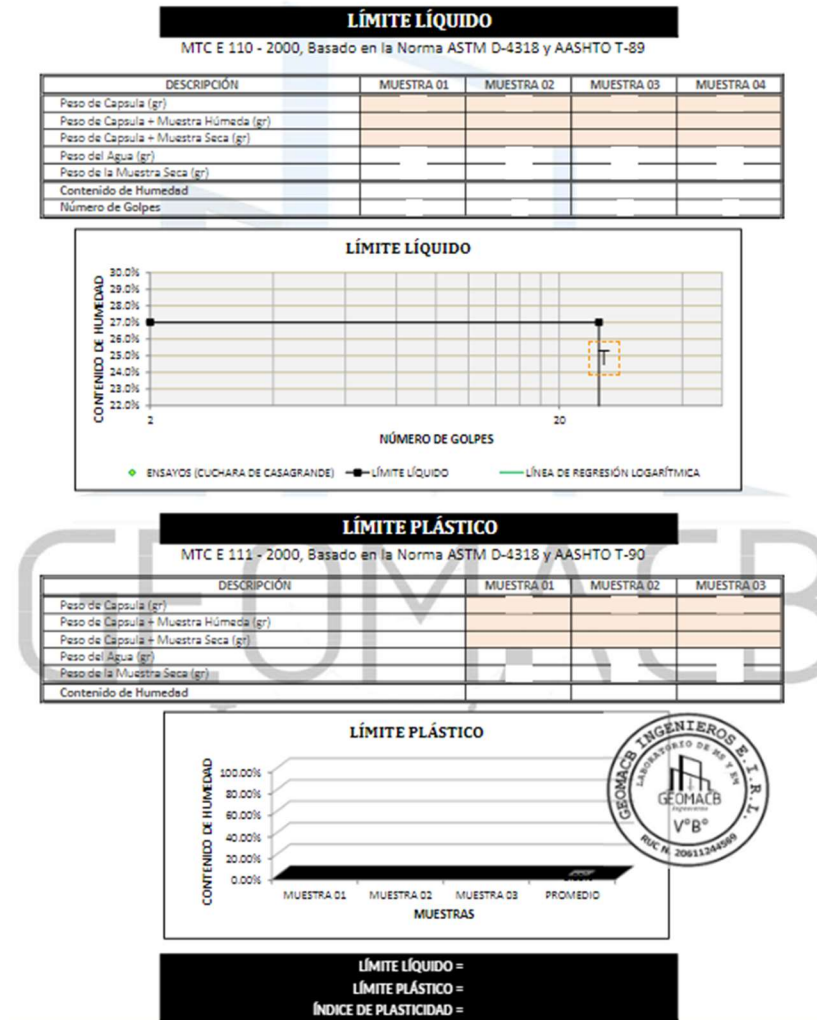 LÍMITE LÍQUIDO
MTC E 110 - 2000, Basado en la Norma ASTM D-4318 y AASHTO T-89
DESCRIPCIÓN MUESTRA 01 MUESTRA 02 MUESTRA 03 MUESTRA 04
Peso de Capsula (gr)
Peso de Capsula + Muestra Húmeda (gr)
Peso de Capsula + Muestra Seca (gr)
Peso del Agua (gr)
Peso de la Muestra Seca (gr)
Contenido de Humedad
Número de Golpes
LÍMITE LÍQUIDO
CONTENIDO DE HUMEDAD
30.0%
29.0%
28.0%
27.0%
26.0%
25.0%
24.0%
23.0%
22.0%
T
2 20
NÚMERO DE GOLPES
ENSAYOS (CUCHARA DE CASAGRANDE) LÍMITE LÍQUIDO LÍNEA DE REGRESIÓN LOGARÍTMICA
GEOMACB
LÍMITE PLÁSTICO
MTC E 111 - 2000, Basado en la Norma ASTM D-4318 y AASHTO T-90
DESCRIPCIÓN MUESTRA 01 MUESTRA 02 MUESTRA 03
Peso de Capsula (gr)
Peso de Capsula + Muestra Húmeda (gr)
Peso de Capsula + Muestra Seca (gr)
Peso del Agua (gr)
Peso de la Muestra Seca (gr)
Contenido de Humedad
LÍMITE PLÁSTICO
CONTENIDO DE HUMEDAD
100.00%
80.00%
60.00%
40.00%
20.00%
0.00%
MUESTRA 01 MUESTRA 02 MUESTRA 03 PROMEDIO
MUESTRAS
GEOMACB INGENIEROS E.I.R.L.
LABORATORIO DE MS Y EM
GEOMACB
V°B°
RUC N. 20611244569
LÍMITE LÍQUIDO =
LÍMITE PLÁSTICO =
ÍNDICE DE PLASTICIDAD =